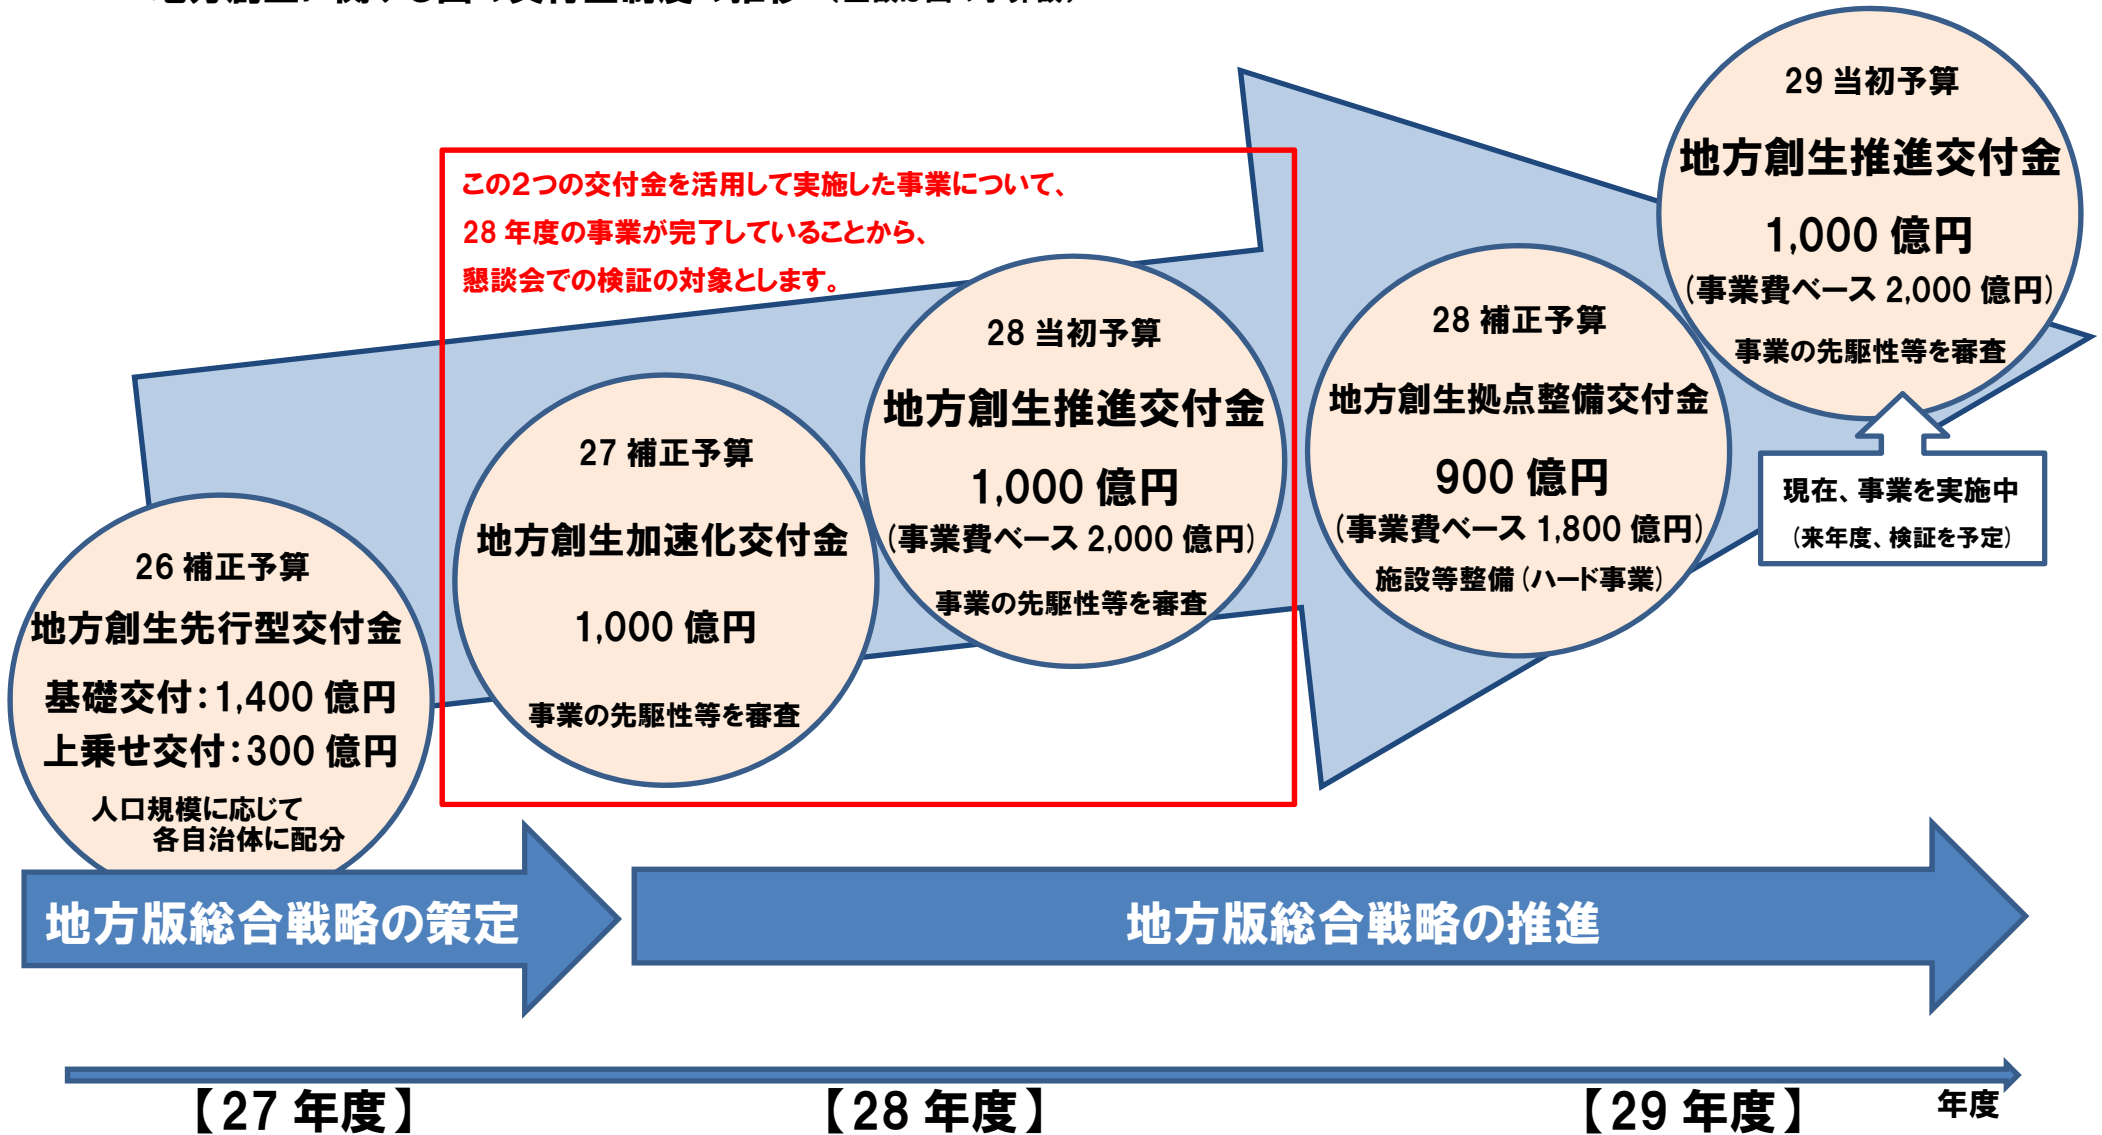 この2つの交付金を活用して実施した事業について、
28 年度の事業が完了していることから、
懇談会での検証の対象とします。
26 補正予算
地方創生先行型交付金
基礎交付:1,400 億円
上乗せ交付:300 億円
人口規模に応じて
各自治体に配分
27 補正予算
地方創生加速化交付金
1,000 億円
事業の先駆性等を審査
28 当初予算
地方創生推進交付金
1,000 億円
(事業費ベース 2,000 億円)
事業の先駆性等を審査
28 補正予算
地方創生拠点整備交付金
900 億円
(事業費ベース 1,800 億円)
施設等整備(ハード事業)
29 当初予算
地方創生推進交付金
1,000 億円
(事業費ベース 2,000 億円)
事業の先駆性等を審査
現在、事業を実施中
(来年度、検証を予定)
地方版総合戦略の策定
地方版総合戦略の推進
【27 年度】
【28 年度】
【29 年度】
年度